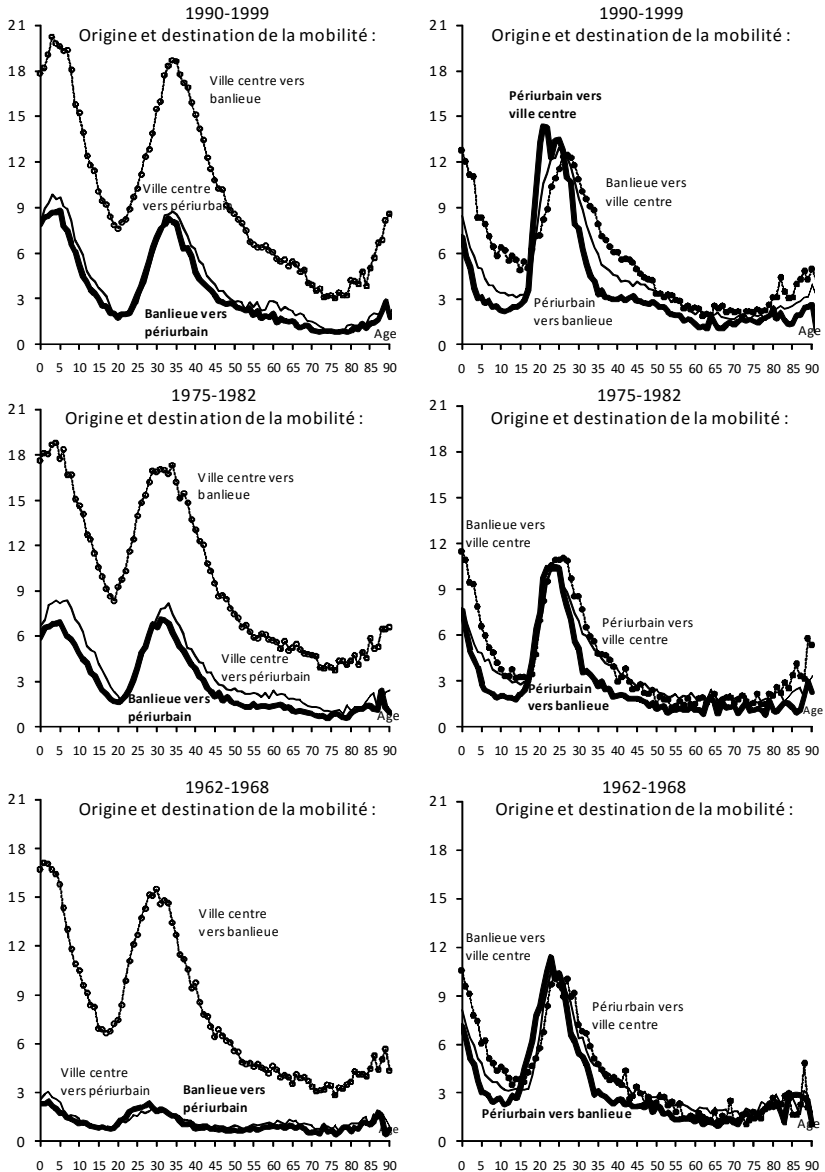 1990-1999
Origine et destination de la mobilité :
21
18
15
12
9
6
3
0
Ville centre vers
banlieue
Ville centre
vers périurbain
Banlieue vers
périurbain
Age
0 5 10 15 20 25 30 35 40 45 50 55 60 65 70 75 80 85 90
1990-1999
Origine et destination de la mobilité :
21
18
15
12
9
6
3
0
Périurbain vers
ville centre
Banlieue vers
ville centre
Périurbain
vers banlieue
Age
0 5 10 15 20 25 30 35 40 45 50 55 60 65 70 75 80 85 90
1975-1982
Origine et destination de la mobilité :
21
18
15
12
9
6
3
0
Ville centre vers
banlieue
Ville centre
vers périurbain
Banlieue vers
périurbain
Age
0 5 10 15 20 25 30 35 40 45 50 55 60 65 70 75 80 85 90
1975-1982
Origine et destination de la mobilité :
21
18
15
12
9
6
3
0
Banlieue vers
ville centre
Périurbain vers
ville centre
Périurbain
vers banlieue
Age
0 5 10 15 20 25 30 35 40 45 50 55 60 65 70 75 80 85 90
1962-1968
Origine et destination de la mobilité :
21
18
15
12
9
6
3
0
Ville centre
vers banlieue
Ville centre
vers périurbain
Banlieue vers
périurbain
Age
0 5 10 15 20 25 30 35 40 45 50 55 60 65 70 75 80 85 90
1962-1968
Origine et destination de la mobilité :
21
18
15
12
9
6
3
0
Banlieue vers
ville centre
Périurbain vers
ville centre
Périurbain vers banlieue
Age
0 5 10 15 20 25 30 35 40 45 50 55 60 65 70 75 80 85 90